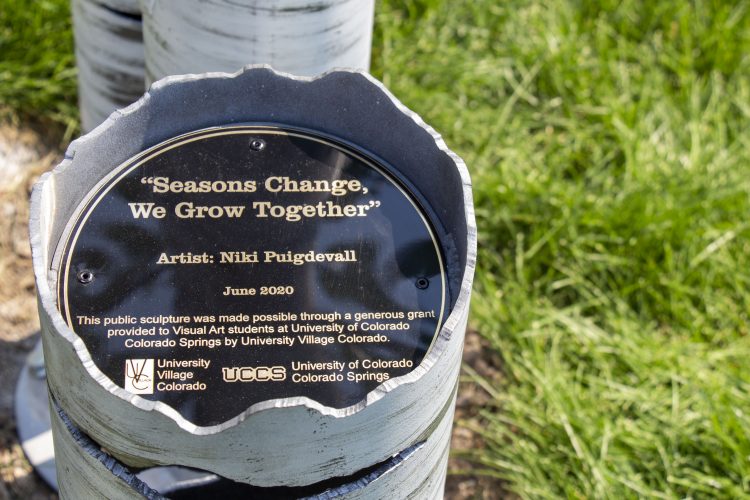 “Seasons Change,
We Grow Together”
Artist: Niki Puigdevall
June 2020
This public sculpture was made possible through a generous grant
provided to Visual Art students at University of Colorado
Colorado Springs by University Village Colorado.
University
Village
Colorado
UCCS
University of Colorado
Colorado Springs